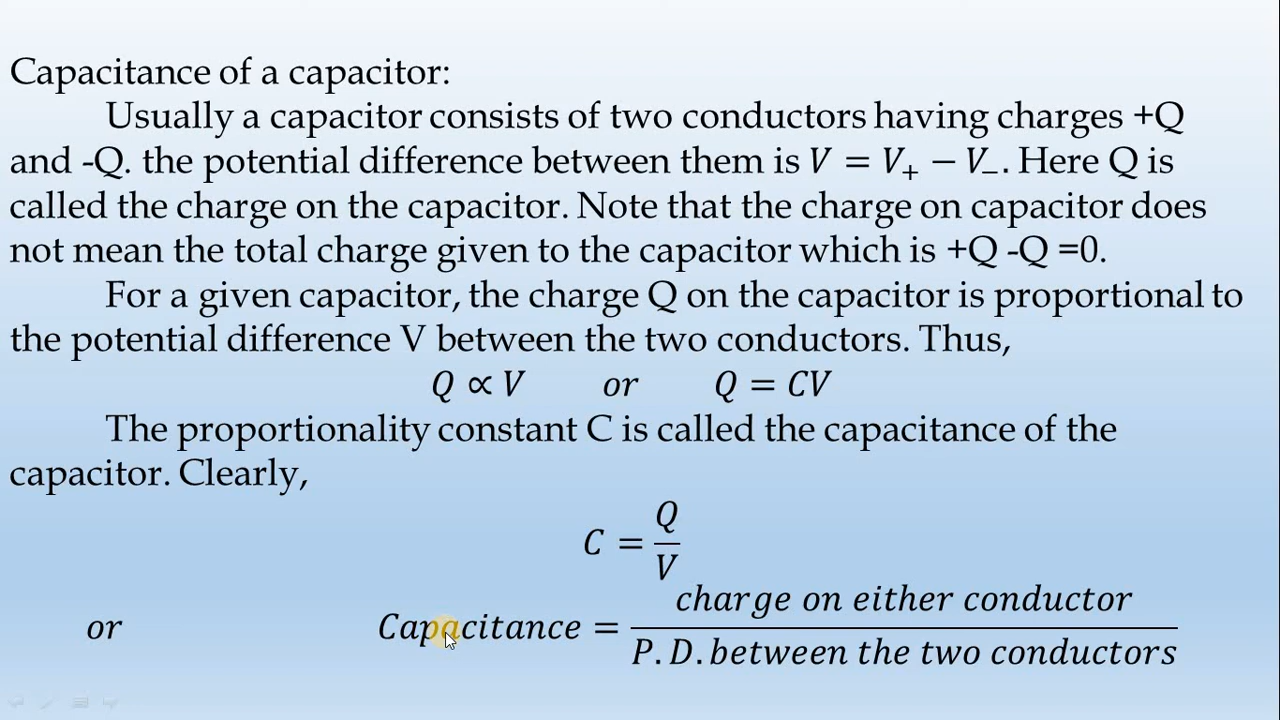 Capacitance of a capacitor:
Usually a capacitor consists of two conductors having charges +Q
and -Q. the potential difference between them is V = V₊ − V₋. Here Q is
called the charge on the capacitor. Note that the charge on capacitor does
not mean the total charge given to the capacitor which is +Q -Q =0.
For a given capacitor, the charge Q on the capacitor is proportional to
the potential difference V between the two conductors. Thus,
Q ∝ V or Q = CV
The proportionality constant C is called the capacitance of the
capacitor. Clearly,
C = Q/V
or Capacitance = charge on either conductor / P.D. between the two conductors